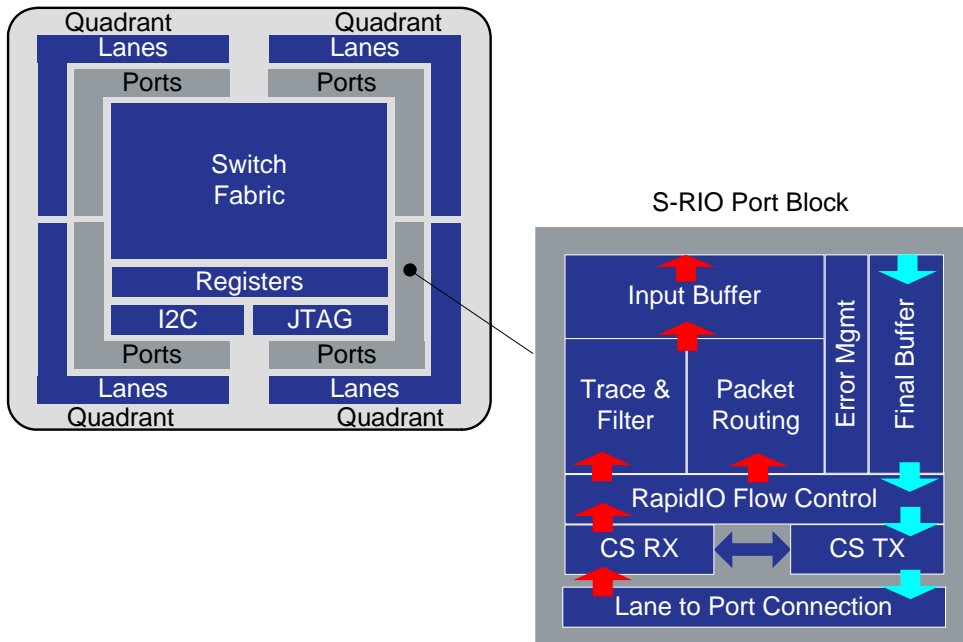 Quadrant
Quadrant
Lanes
Lanes
Ports
Ports
Switch
Fabric
Registers
I2C
JTAG
Ports
Ports
Lanes
Lanes
Quadrant
Quadrant
S-RIO Port Block
Input Buffer
Trace &
Filter
Packet
Routing
Error Mgmt
Final Buffer
RapidIO Flow Control
CS RX
CS TX
Lane to Port Connection